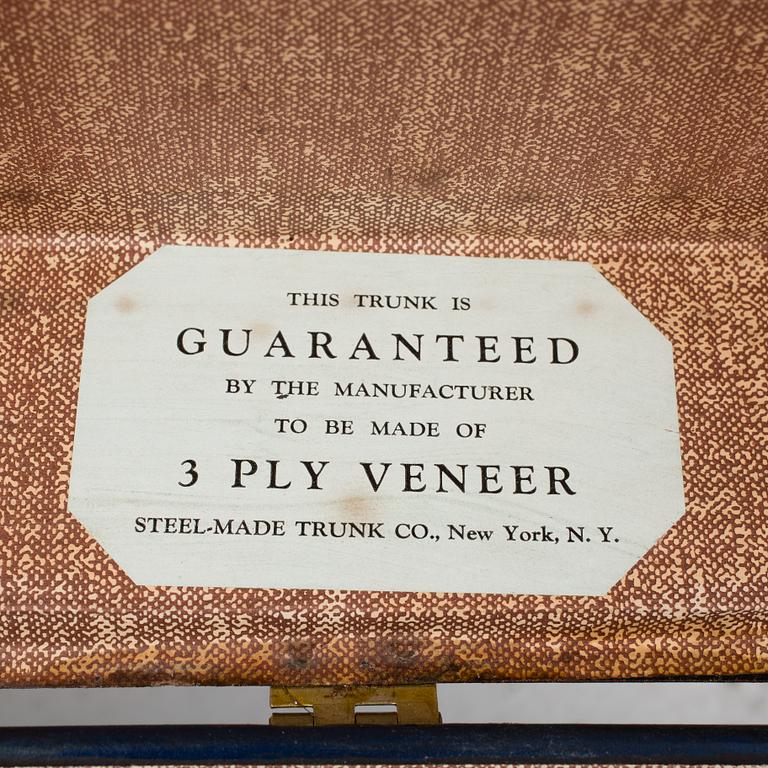 THIS TRUNK IS
GUARANTEED
BY THE MANUFACTURER
TO BE MADE OF
3 PLY VENEER
STEEL-MADE TRUNK CO., New York, N. Y.